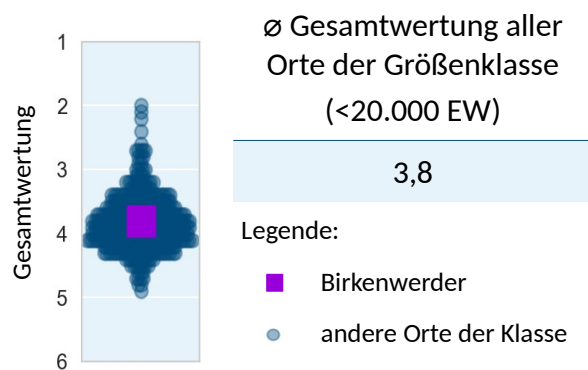 Gesamtwertung
1
2
3
4
5
6
⌀ Gesamtwertung aller
Orte der Größenklasse
(<20.000 EW)
3,8
Legende:
Birkenwerder
andere Orte der Klasse